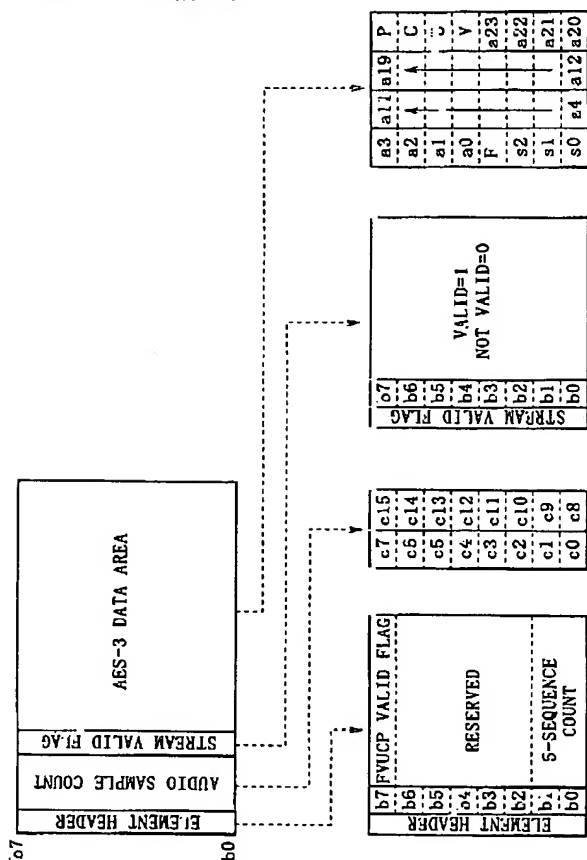 a3 a11 a19 P
a2 C
a1
a0 V
F a23
s2 a22
s1 a21
s0 a4 a12 a20
STREAM VALID FLAG
b7
b6
b5
b4
b3
b2
b1
b0
VALID=1
NOT VALID=0
b7
ELEMENT HEADER
AUDIO SAMPLE COUNT
STREAM VALID FLAG
AES-3 DATA AREA
b0
c7 c15
c6 c14
c5 c13
c4 c12
c3 c11
c2 c10
c1 c9
c0 c8
ELEMENT HEADER
b7 FVUCP VALID FLAG
b6
b5
b4 RESERVED
b3
b2
b1 5-SEQUENCE
b0 COUNT